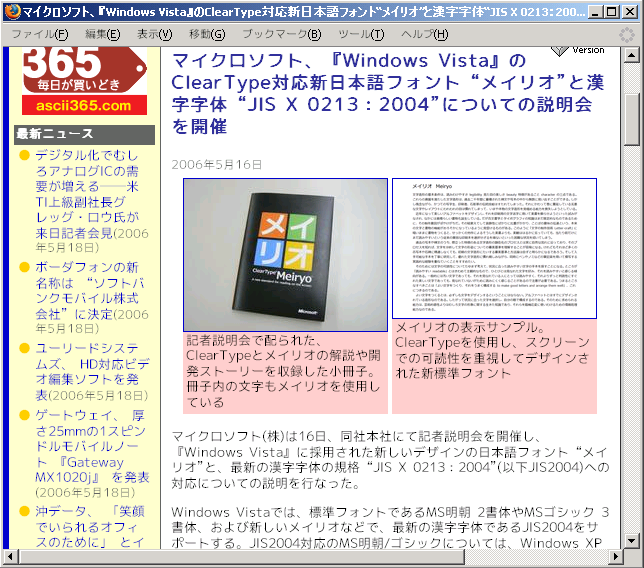 マイクロソフト、『Windows Vista』のClearType対応新日本語フォント“メイリオ”と漢字字体“JIS X 0213：200...
ファイル(F) 編集(E) 表示(V) 移動(G) ブックマーク(B) ツール(T) ヘルプ(H)
365
毎日が買いどき
ascii365.com
最新ニュース
デジタル化でむし
ろアナログICの需
要が増える――米
TI上級副社長グ
レッグ・ロウ氏が
来日記者会見(2006
年5月18日)
ボーダフォンの新
名称は “ソフトバ
ンクモバイル株式
会社”に決定(2006
年5月18日)
ユーリードシステ
ムズ、 HD対応ビデ
オ編集ソフトを発
表(2006年5月18日)
ゲートウェイ、 厚
さ25mmの1スピン
ドルモバイルノー
ト 『Gateway
MX1020j』 を発表
(2006年5月18日)
沖データ、 「笑顔
でいられるオフィ
スのために」 とイ
Version
マイクロソフト、『Windows Vista』の
ClearType対応新日本語フォント “メイリオ”と漢
字字体 “JIS X 0213：2004”についての説明会
を開催
2006年5月16日
メイリオ
ClearType Meiryo
Microsoft
メイリオ Meiryo
記者説明会で配られた、
ClearTypeとメイリオの解説や開
発ストーリーを収録した小冊子。
冊子内の文字もメイリオを使用し
ている
メイリオの表示サンプル。
ClearTypeを使用し、スクリーン
での可読性を重視してデザインさ
れた新標準フォント
マイクロソフト(株)は16日、同社本社にて記者説明会を開催し、
『Windows Vista』に採用された新しいデザインの日本語フォント “メイ
リオ”と、最新の漢字字体の規格 “JIS X 0213：2004”(以下JIS2004)への
対応についての説明を行なった。
Windows Vistaでは、標準フォントであるMS明朝 2書体やMSゴシック 3
書体、および新しいメイリオなどで、最新の漢字字体であるJIS2004をサ
ポートする。JIS2004対応のMS明朝/ゴシックについては、Windows XP